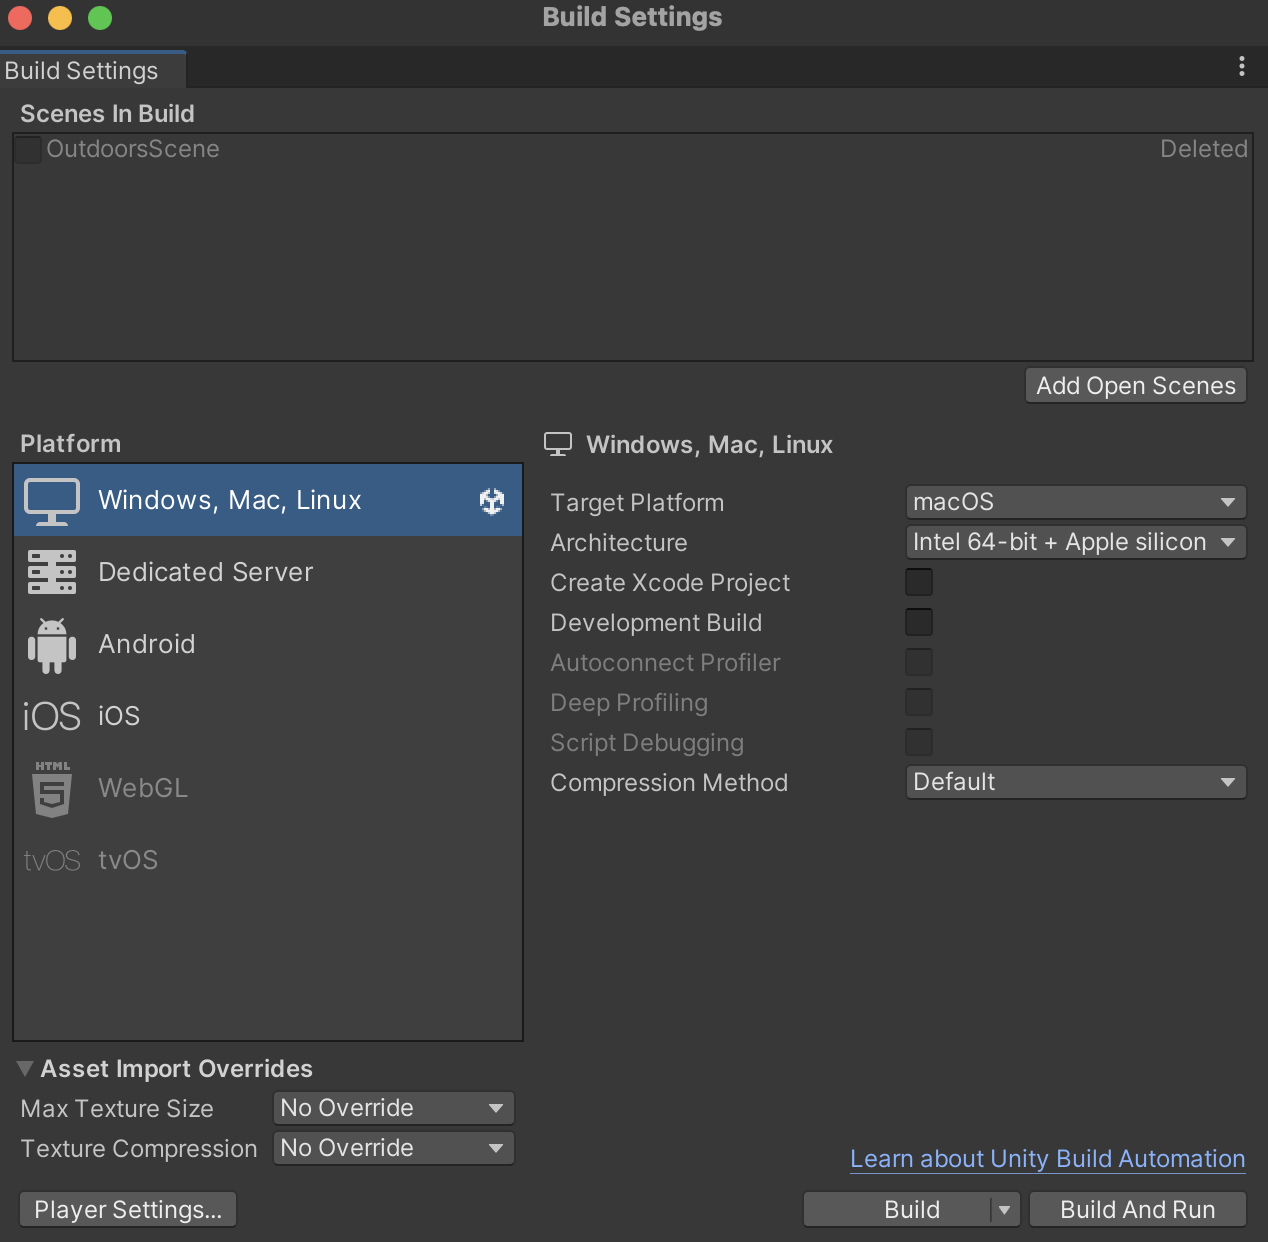 Build Settings
Build Settings
Scenes In Build
OutdoorsScene Deleted
Add Open Scenes
Platform
Windows, Mac, Linux
Dedicated Server
Android
iOS iOS
HTML
5 WebGL
tvOS tvOS
Windows, Mac, Linux
Target Platform macOS
Architecture Intel 64-bit + Apple silicon
Create Xcode Project
Development Build
Autoconnect Profiler
Deep Profiling
Script Debugging
Compression Method Default
Asset Import Overrides
Max Texture Size No Override
Texture Compression No Override
Learn about Unity Build Automation
Player Settings... Build Build And Run